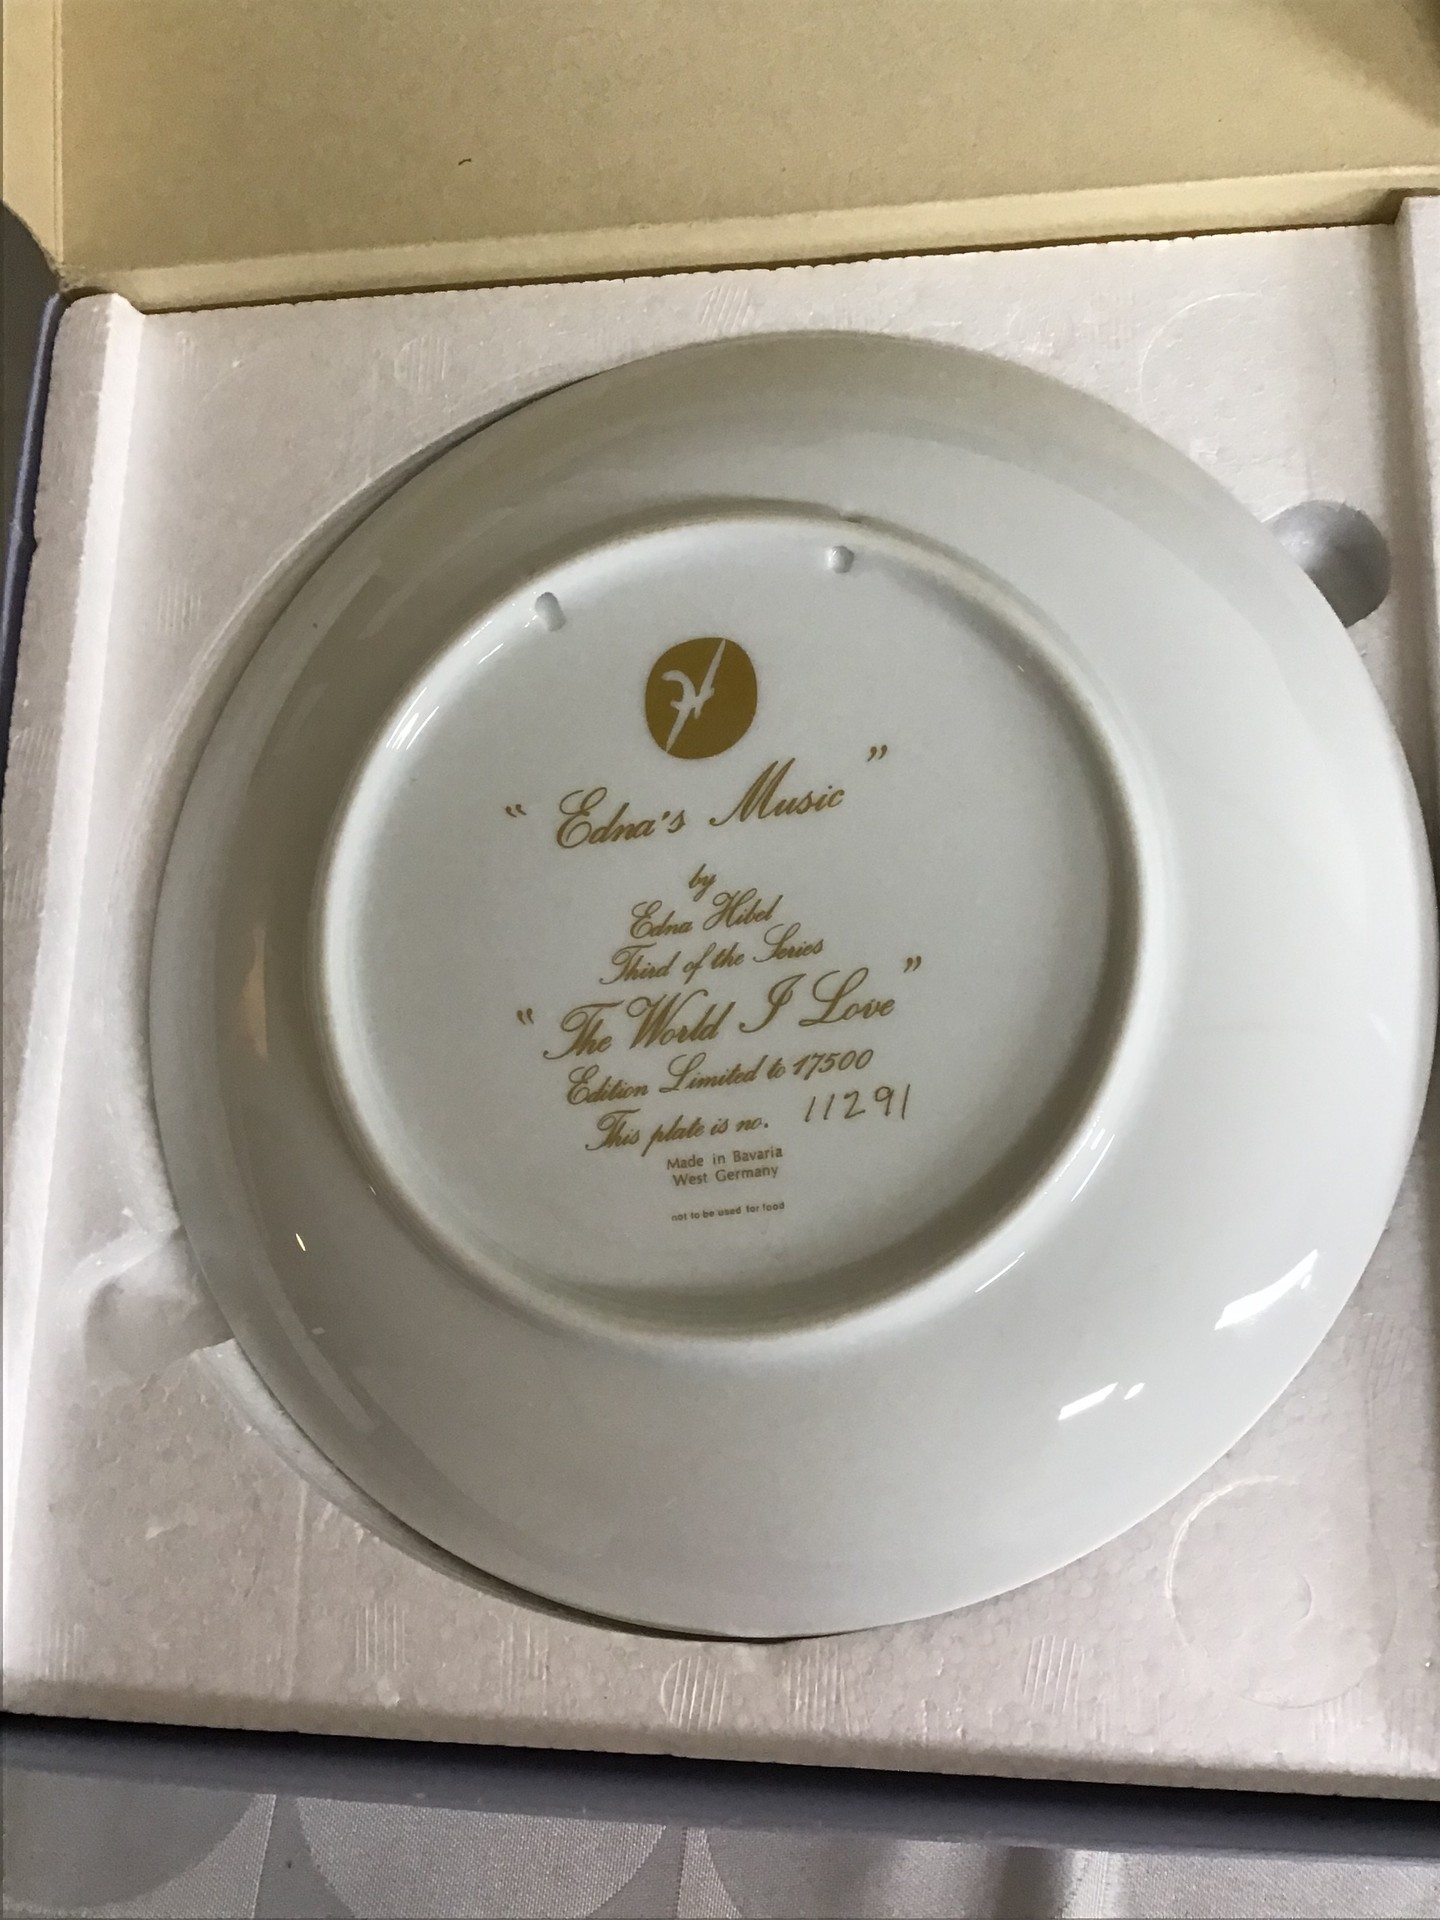 H
“Edna's Music”
by
Edna Hibel
Third of the Series
“The World I Love”
Edition Limited to 17500
This plate is no. 11291
Made in Bavaria
West Germany
not to be used for food